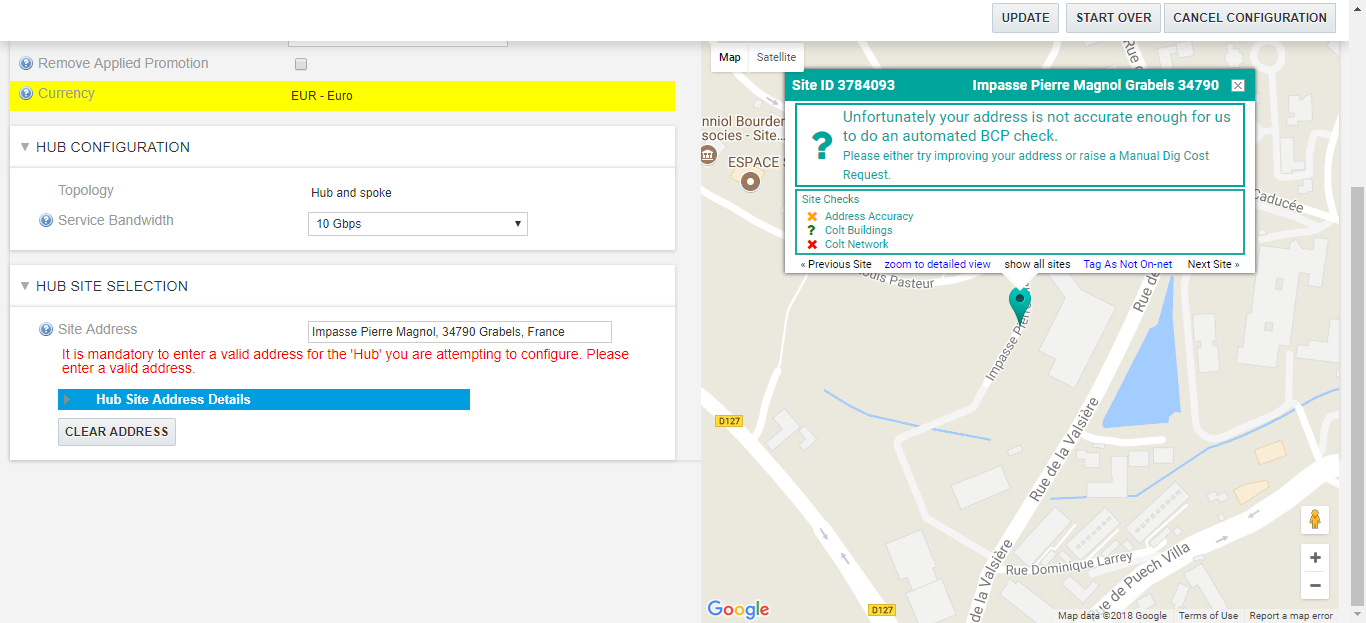 UPDATE
START OVER
CANCEL CONFIGURATION
Remove Applied Promotion
Currency
EUR - Euro
HUB CONFIGURATION
Topology
Hub and spoke
Service Bandwidth
10 Gbps
HUB SITE SELECTION
Site Address
Impasse Pierre Magnol, 34790 Grabels, France
It is mandatory to enter a valid address for the 'Hub' you are attempting to configure. Please
enter a valid address.
Hub Site Address Details
CLEAR ADDRESS
Map
Satellite
Rue d
Site ID 3784093
Impasse Pierre Magnol Grabels 34790
Unfortunately your address is not accurate enough for us
to do an automated BCP check.
Please either try improving your address or raise a Manual Dig Cost
Request.
Site Checks
Address Accuracy
Colt Buildings
Colt Network
« Previous Site
zoom to detailed view
show all sites
Tag As Not On-net
Next Site »
nniol Bourder
socies - Site...
ESPACE S
Caducée
ouis Pasteur
Rue de
Impasse Pierr
D127
Rue de la Valsière
Rue Dominique Larrey
Rue de Puech Villa
de la Valsière
D127
Google
Map data ©2018 Google
Terms of Use
Report a map error